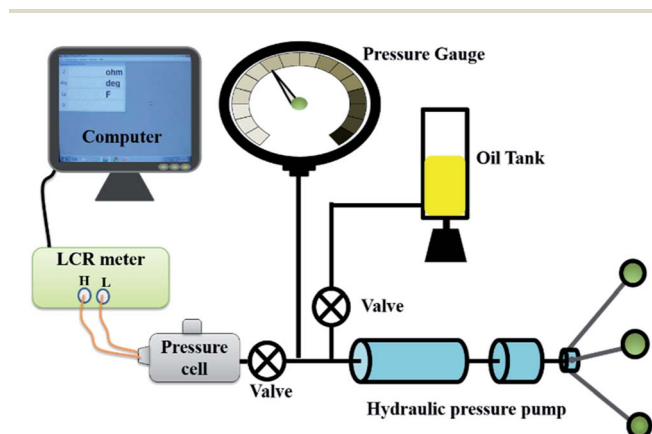 Pressure Gauge
ohm
deg
F
Computer
Oil Tank
LCR meter
H L
Valve
Pressure
cell
Valve
Hydraulic pressure pump